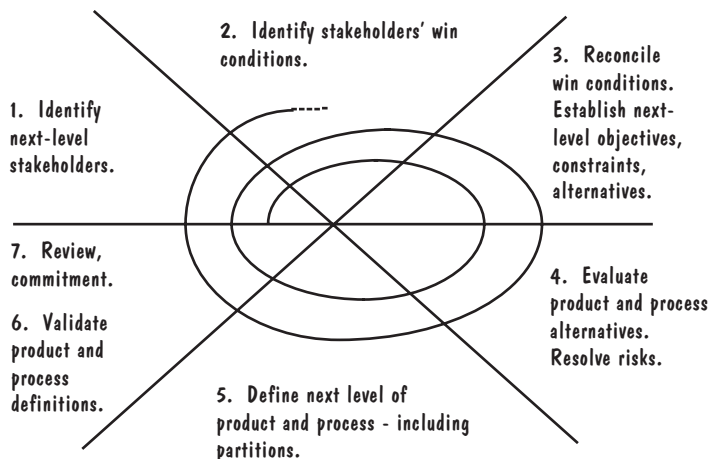 1. Identify
next-level
stakeholders.
2. Identify stakeholders' win
conditions.
3. Reconcile
win conditions.
Establish next-
level objectives,
constraints,
alternatives.
4. Evaluate
product and process
alternatives.
Resolve risks.
5. Define next level of
product and process - including
partitions.
6. Validate
product and
process
definitions.
7. Review,
commitment.